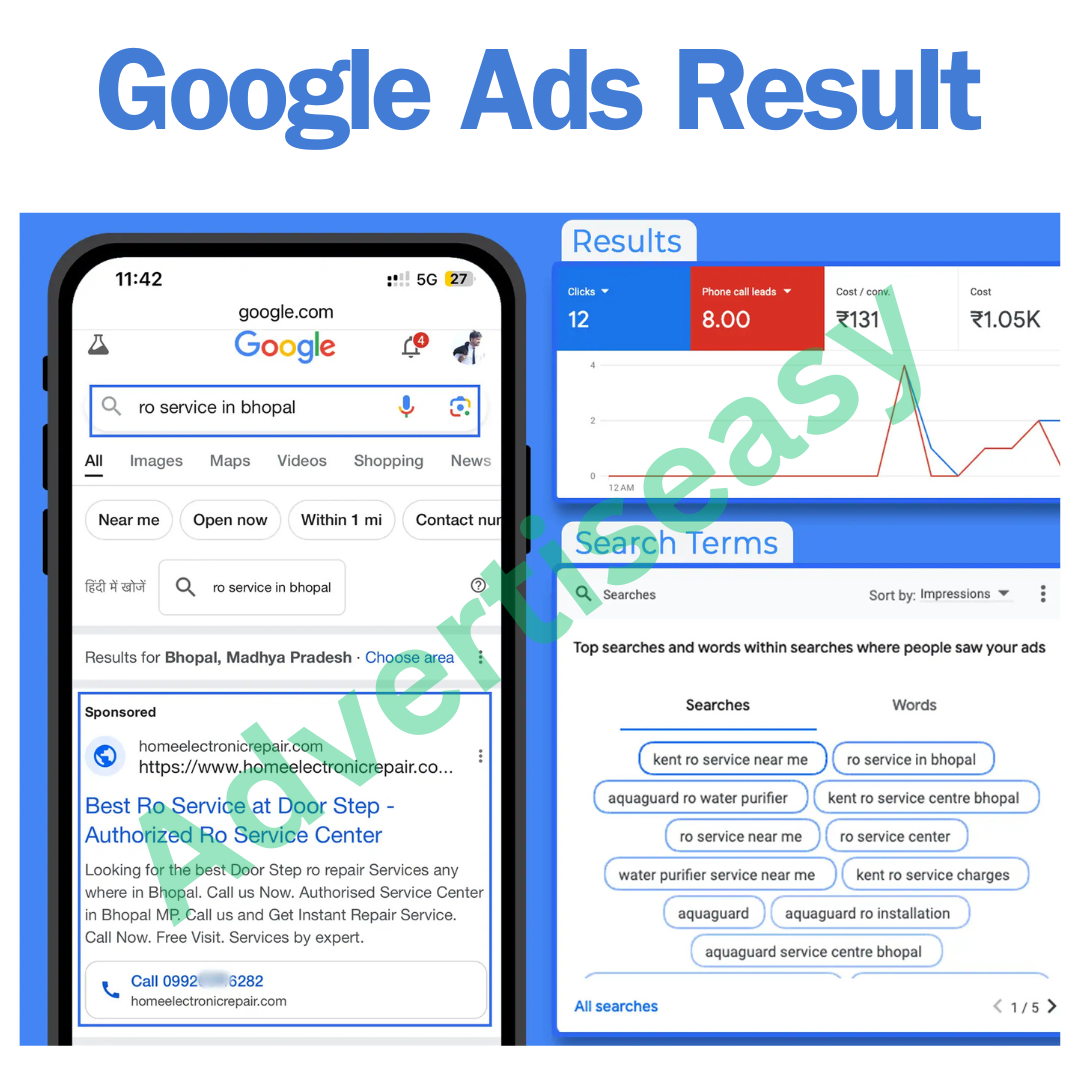 Google Ads Result
11:42
5G 27
google.com
Google
4
ro service in bhopal
All Images Maps Videos Shopping News
Near me Open now Within 1 mi Contact nur
हिंदी में खोजें ro service in bhopal
Results for Bhopal, Madhya Pradesh · Choose area
Sponsored
homeelectronicrepair.com
https://www.homeelectronicrepair.co...
Best Ro Service at Door Step -
Authorized Ro Service Center
Looking for the best Door Step ro repair Services any
where in Bhopal. Call us Now. Authorised Service Center
in Bhopal MP. Call us and Get Instant Repair Service.
Call Now. Free Visit. Services by expert.
Call 0992 6282
homeelectronicrepair.com
Results
Clicks Phone call leads Cost / conv. Cost
12 8.00 ₹131 ₹1.05K
4
2
0
12 AM
Search Terms
Searches Sort by: Impressions
Top searches and words within searches where people saw your ads
Searches Words
kent ro service near me ro service in bhopal
aquaguard ro water purifier kent ro service centre bhopal
ro service near me ro service center
water purifier service near me kent ro service charges
aquaguard aquaguard ro installation
aquaguard service centre bhopal
All searches 1 / 5
Advertiseasy